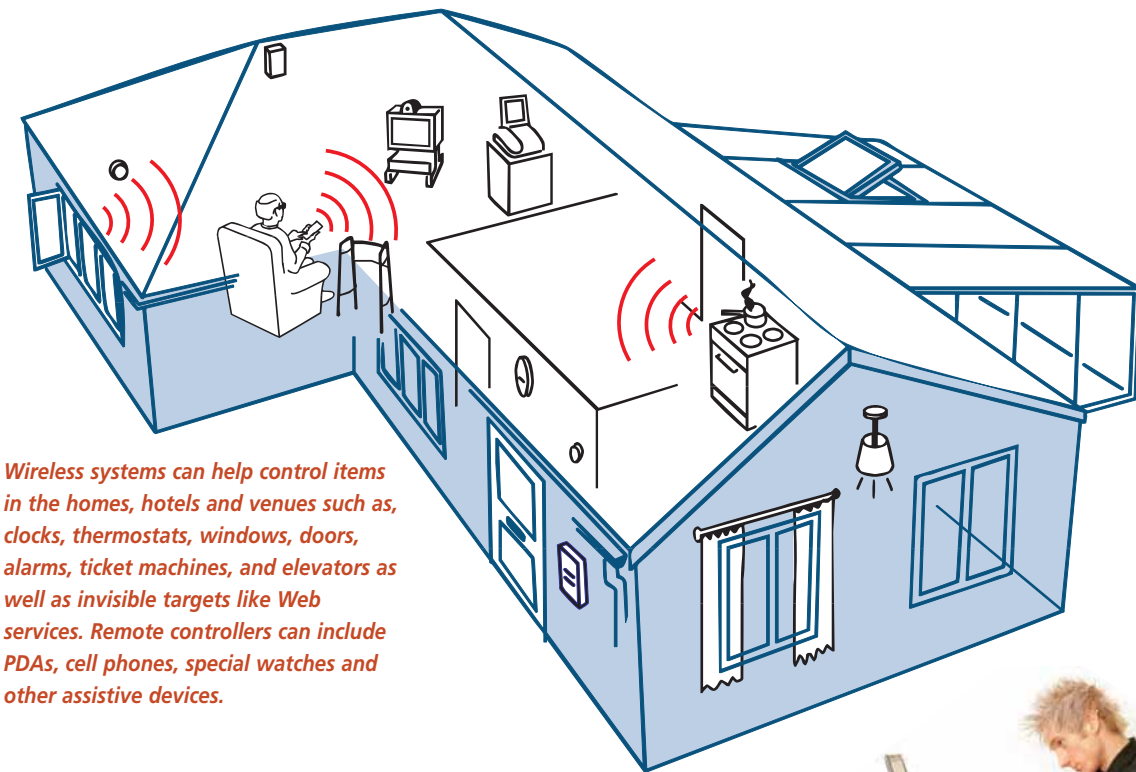 Wireless systems can help control items
in the homes, hotels and venues such as,
clocks, thermostats, windows, doors,
alarms, ticket machines, and elevators as
well as invisible targets like Web
services. Remote controllers can include
PDAs, cell phones, special watches and
other assistive devices.